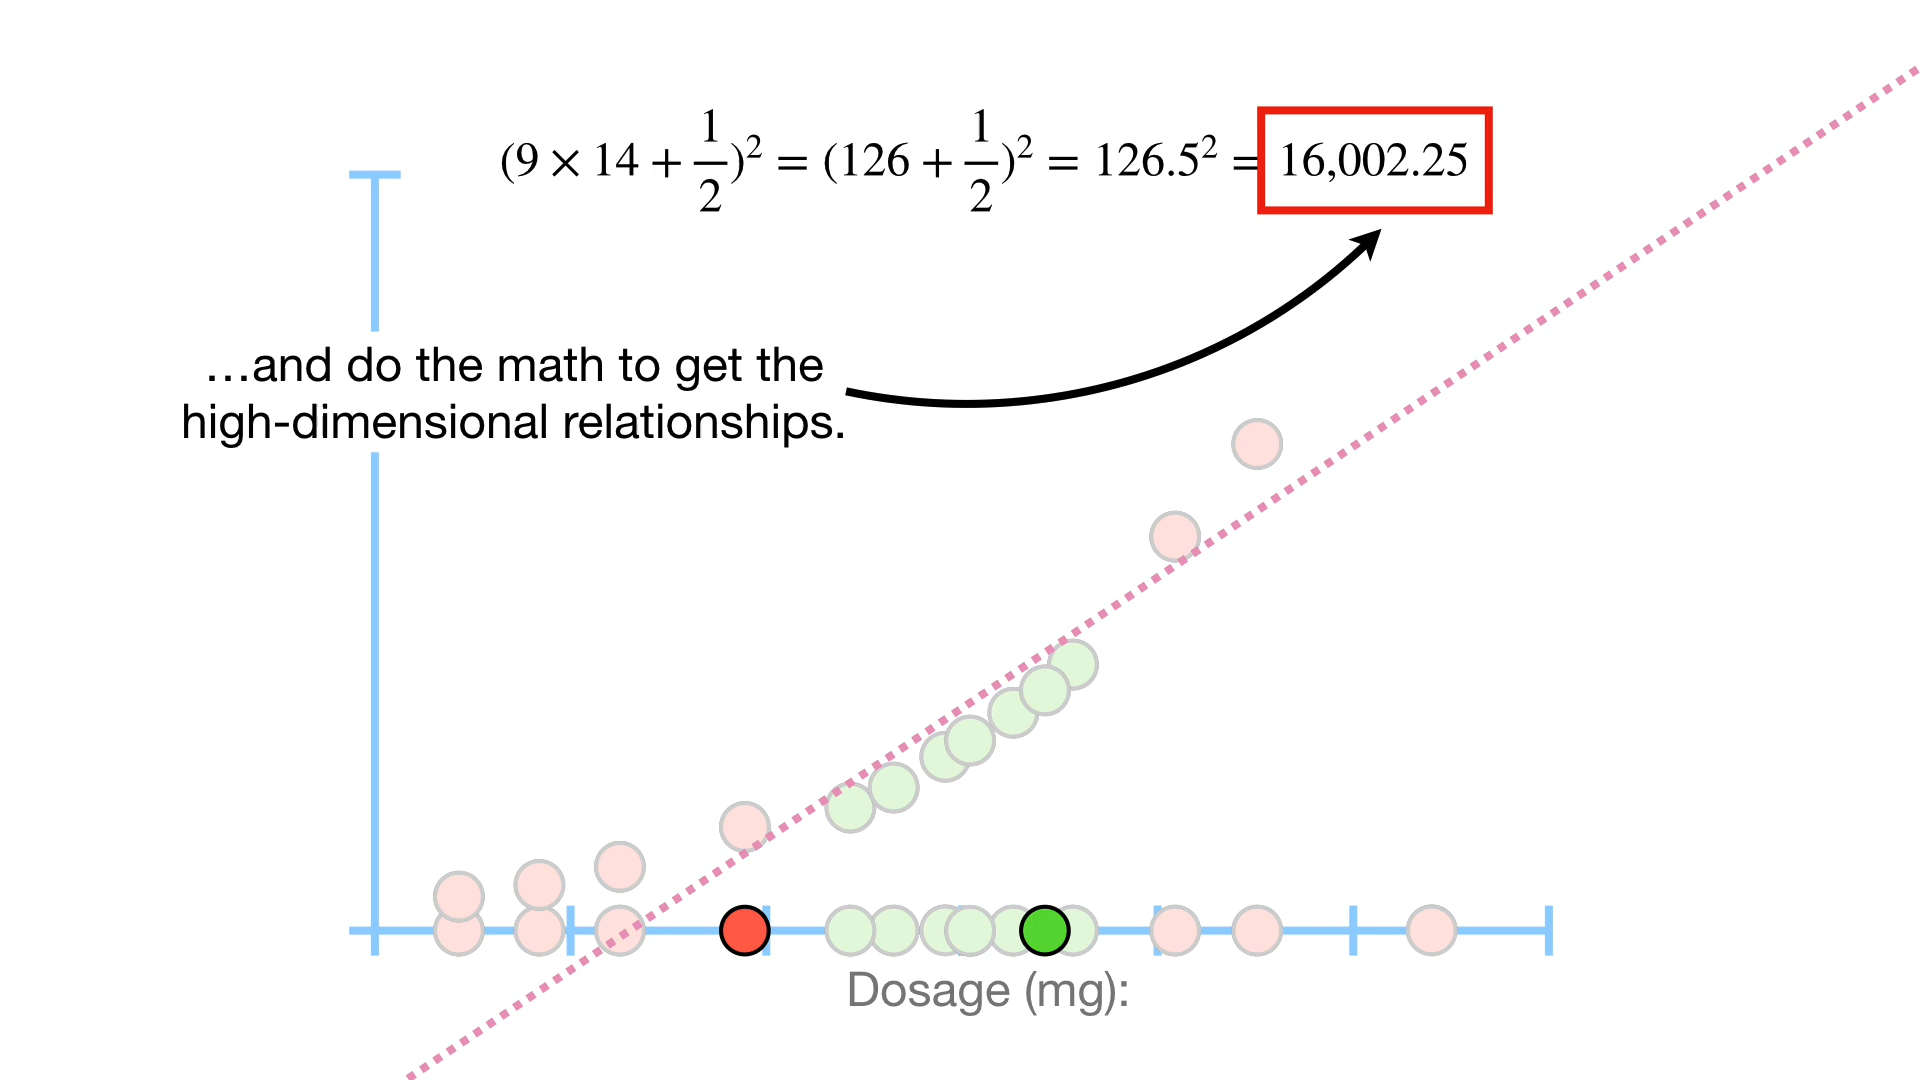 (9 × 14 + 1/2)² = (126 + 1/2)² = 126.5² = 16,002.25
…and do the math to get the
high-dimensional relationships.
Dosage (mg):